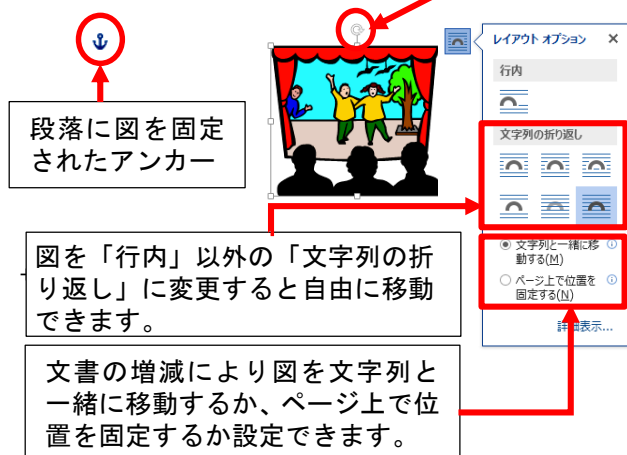 レイアウト オプション ×
行内
文字列の折り返し
文字列と一緒に移
動する(M)
ページ上で位置を
固定する(N)
詳細表示...
段落に図を固定
されたアンカー
図を「行内」以外の「文字列の折
り返し」に変更すると自由に移動
できます。
文書の増減により図を文字列と
一緒に移動するか、ページ上で位
置を固定するか設定できます。